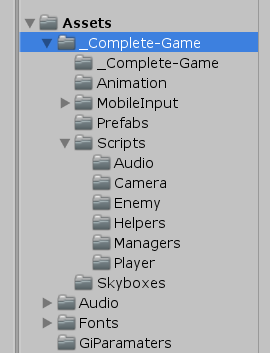 Assets
_Complete-Game
_Complete-Game
Animation
MobileInput
Prefabs
Scripts
Audio
Camera
Enemy
Helpers
Managers
Player
Skyboxes
Audio
Fonts
GiParamaters